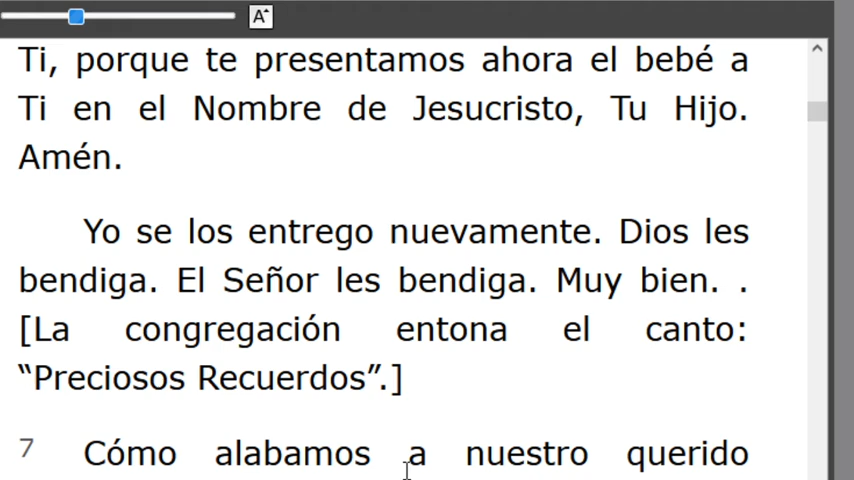 A
Ti, porque te presentamos ahora el bebé a
Ti en el Nombre de Jesucristo, Tu Hijo.
Amén.
Yo se los entrego nuevamente. Dios les
bendiga. El Señor les bendiga. Muy bien. .
[La congregación entona el canto:
“Preciosos Recuerdos”.]
7 Cómo alabamos a nuestro querido